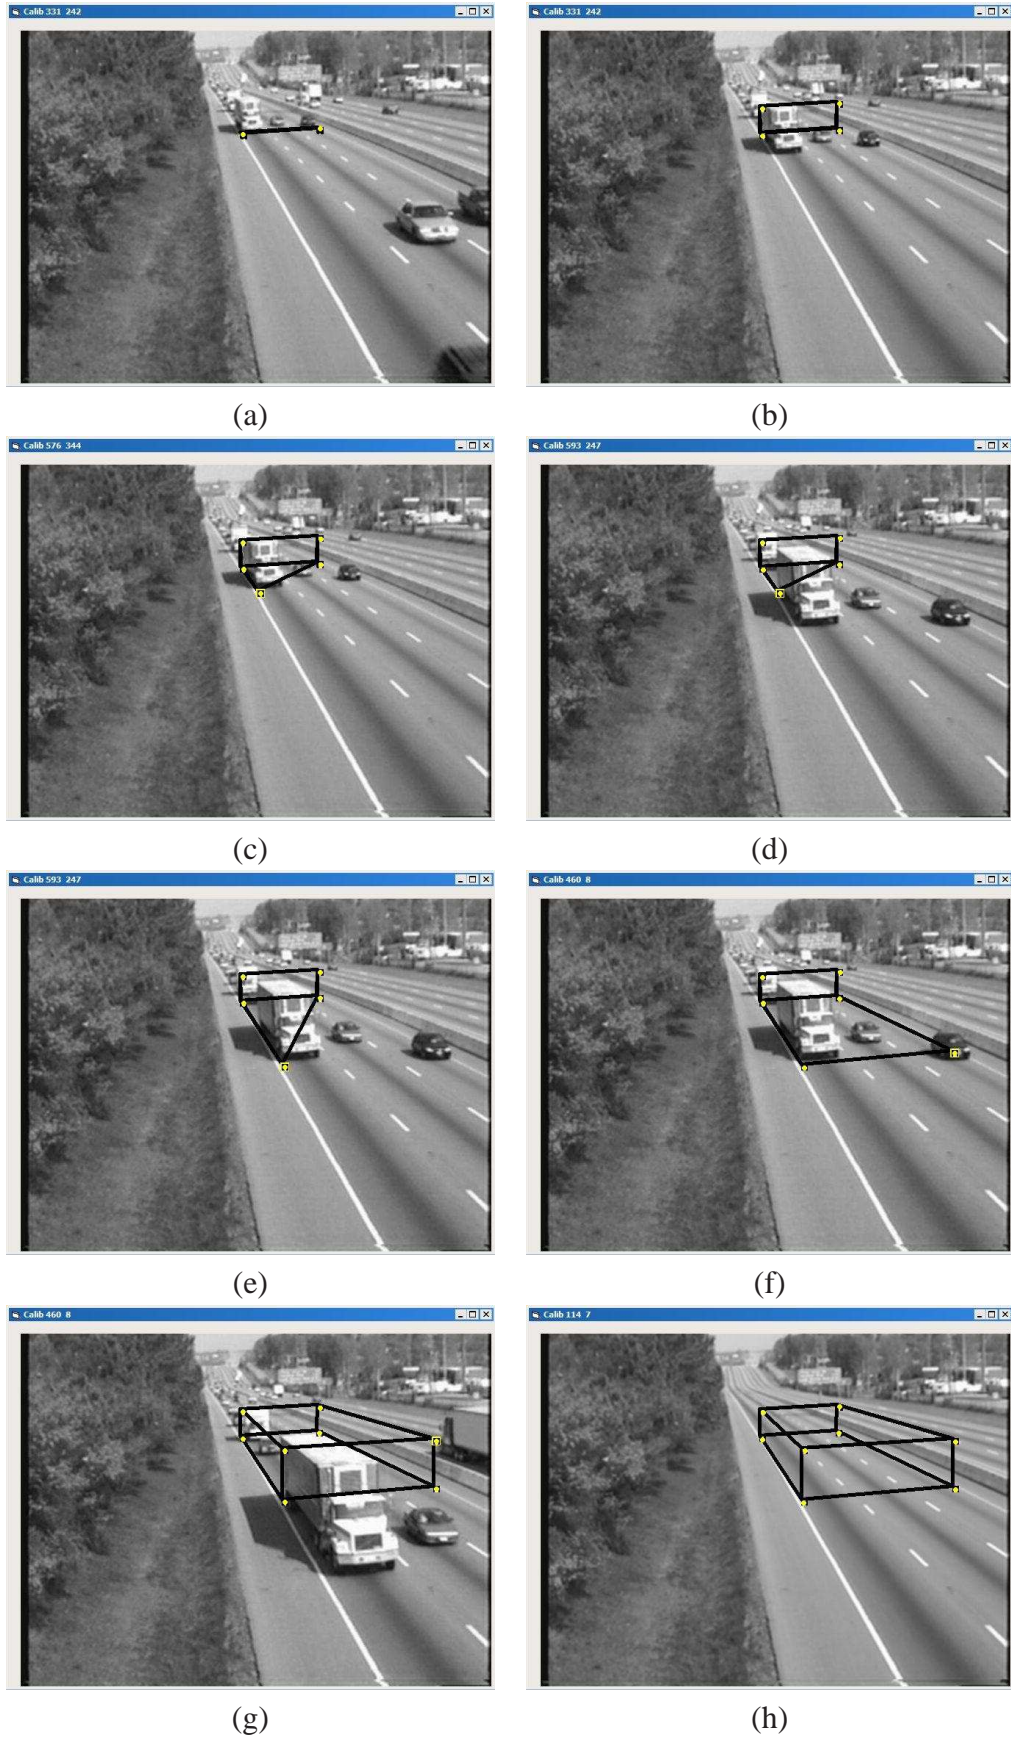 Calib 331 242
Calib 331 242
(a)
(b)
Calib 576 344
Calib 593 247
(c)
(d)
Calib 593 247
Calib 460 8
(e)
(f)
Calib 460 8
Calib 114 7
(g)
(h)